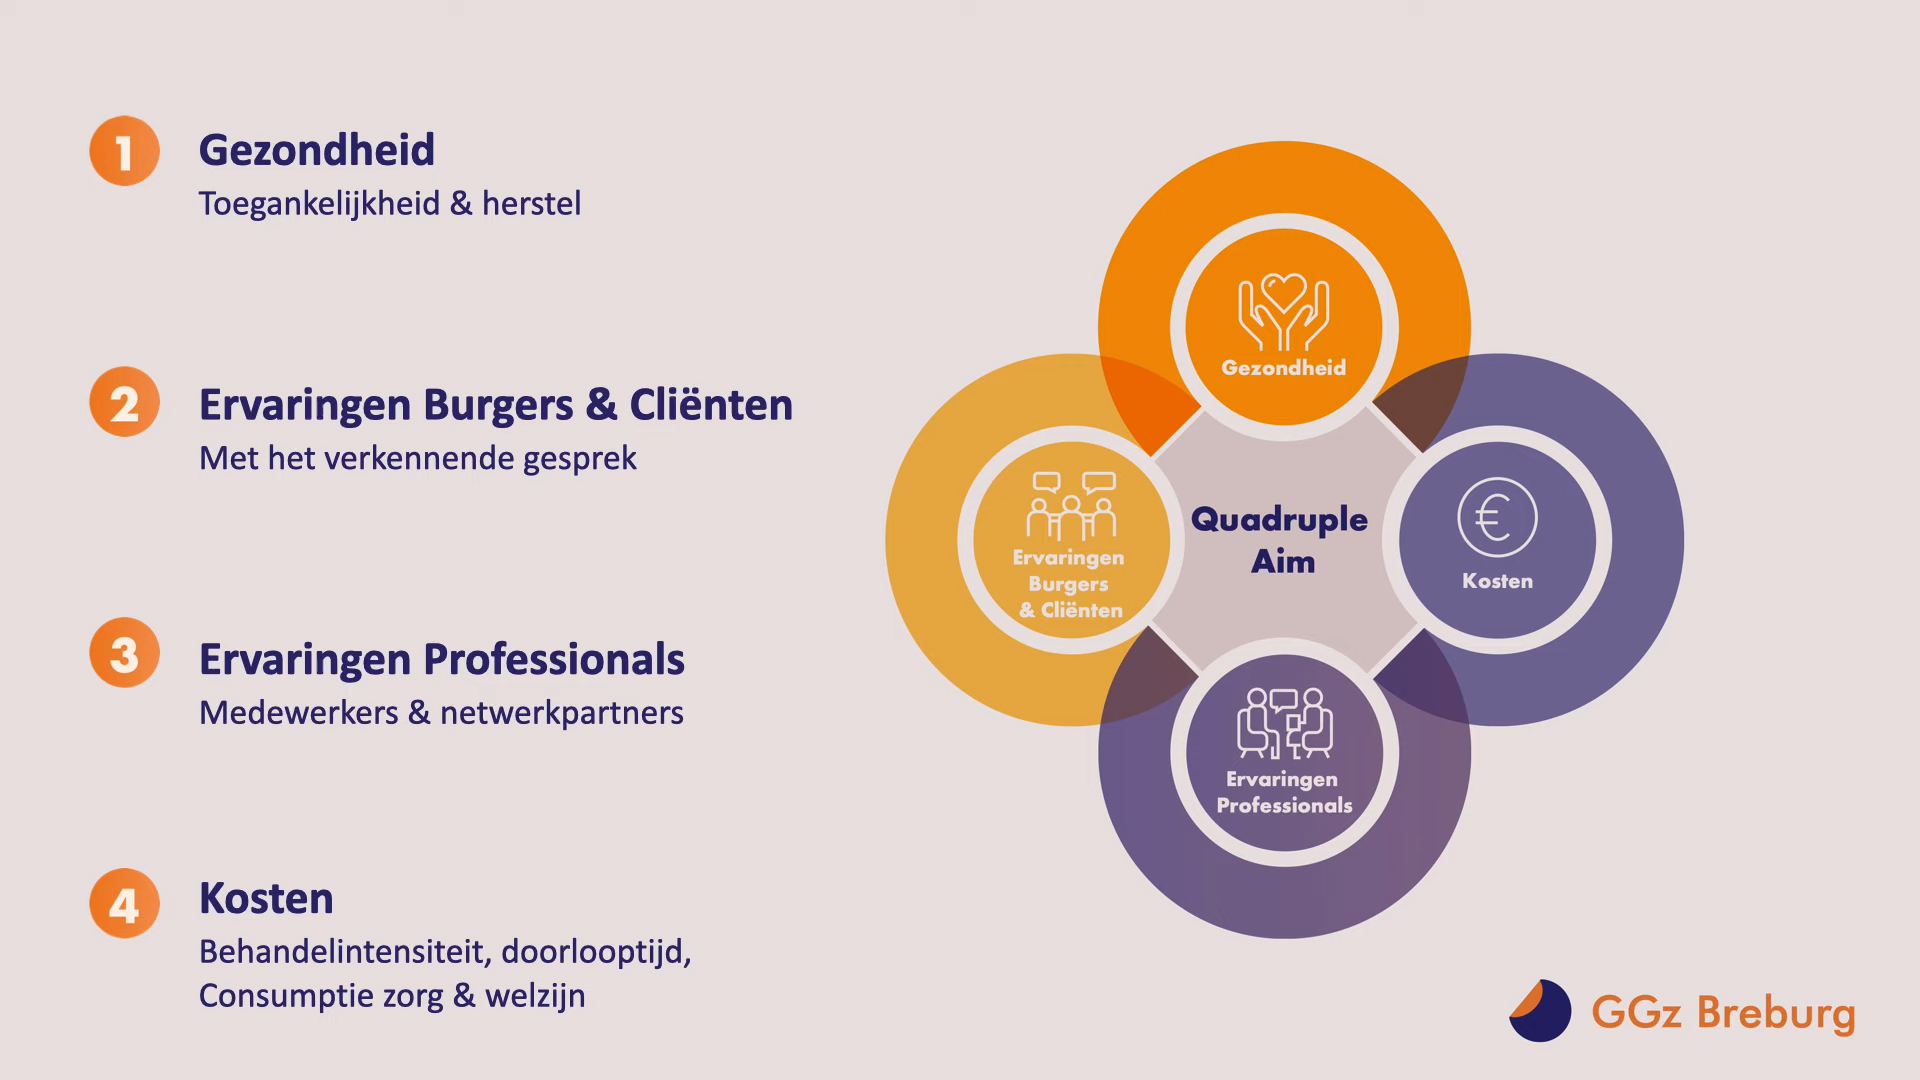 1
Gezondheid
Toegankelijkheid & herstel
2
Ervaringen Burgers & Cliënten
Met het verkennende gesprek
3
Ervaringen Professionals
Medewerkers & netwerkpartners
4
Kosten
Behandelintensiteit, doorlooptijd,
Consumptie zorg & welzijn
Gezondheid
Ervaringen
Burgers
& Cliënten
Quadruple
Aim
€
Kosten
Ervaringen
Professionals
GGz Breburg